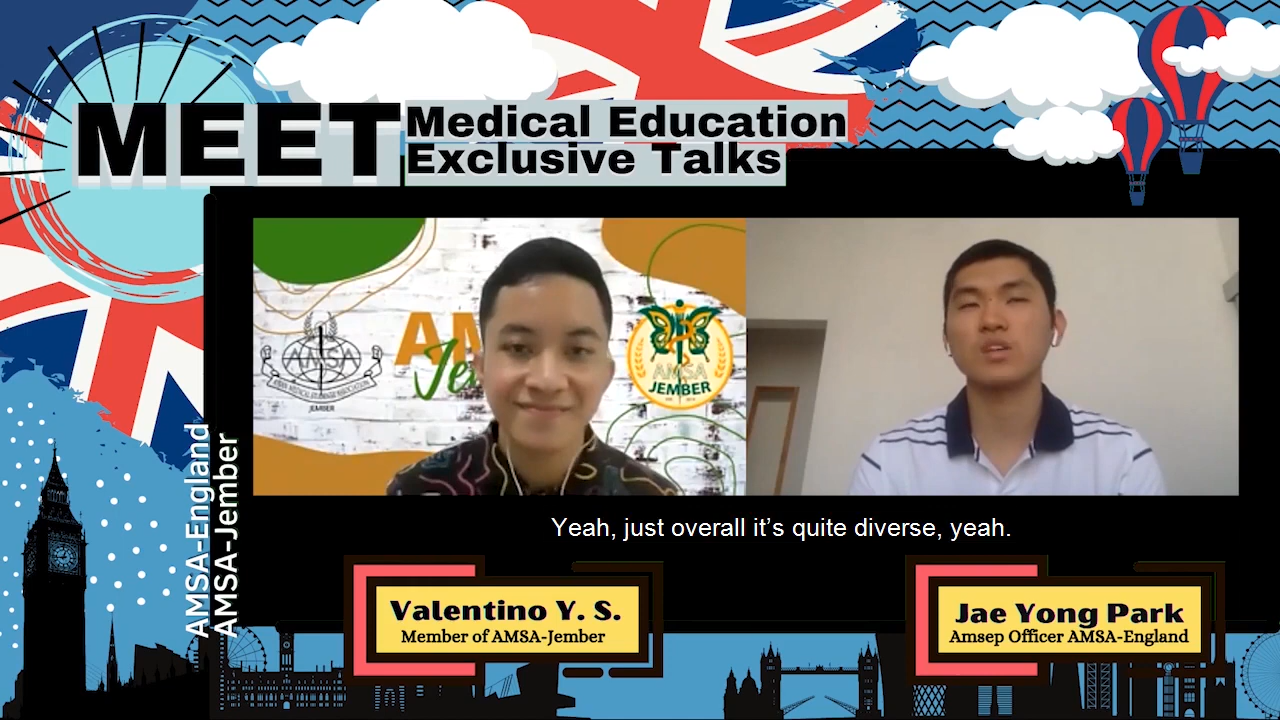 MEET
Medical Education
Exclusive Talks
AMSA-England
AMSA-Jember
AMSA
JEMBER
AMSA
JEMBER
Yeah, just overall it’s quite diverse, yeah.
Valentino Y. S.
Member of AMSA-Jember
Jae Yong Park
Amsep Officer AMSA-England